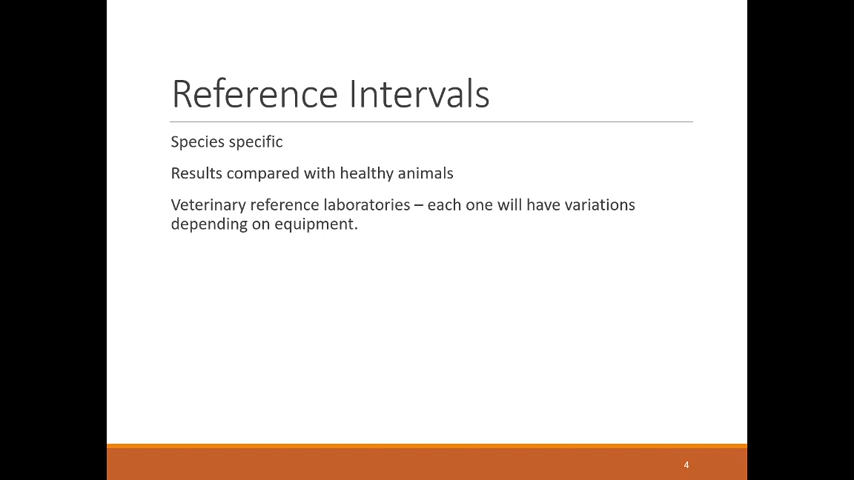 Reference Intervals
Species specific
Results compared with healthy animals
Veterinary reference laboratories – each one will have variations
depending on equipment.
4